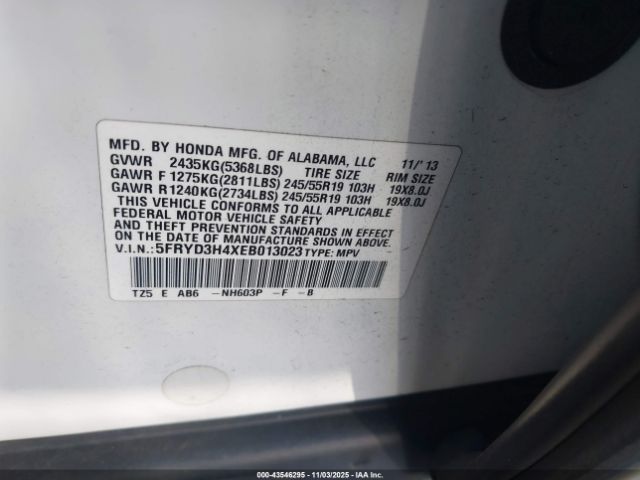 MFD. BY HONDA MFG. OF ALABAMA, LLC 11/'13
GVWR 2435KG(5368LBS) TIRE SIZE RIM SIZE
GAWR F 1275KG(2811LBS) 245/55R19 103H 19X8.0J
GAWR R1240KG(2734LBS) 245/55R19 103H 19X8.0J
THIS VEHICLE CONFORMS TO ALL APPLICABLE
FEDERAL MOTOR VEHICLE SAFETY
AND THEFT PREVENTION STANDARDS IN EFFECT
ON THE DATE OF MANUFACTURE SHOWN ABOVE.
V.I.N.:5FRYD3H4XEB013023 TYPE: MPV
TZ5 E AB6 -NH603P -F -B
000-43546295 - 11/03/2025 - IAA Inc.